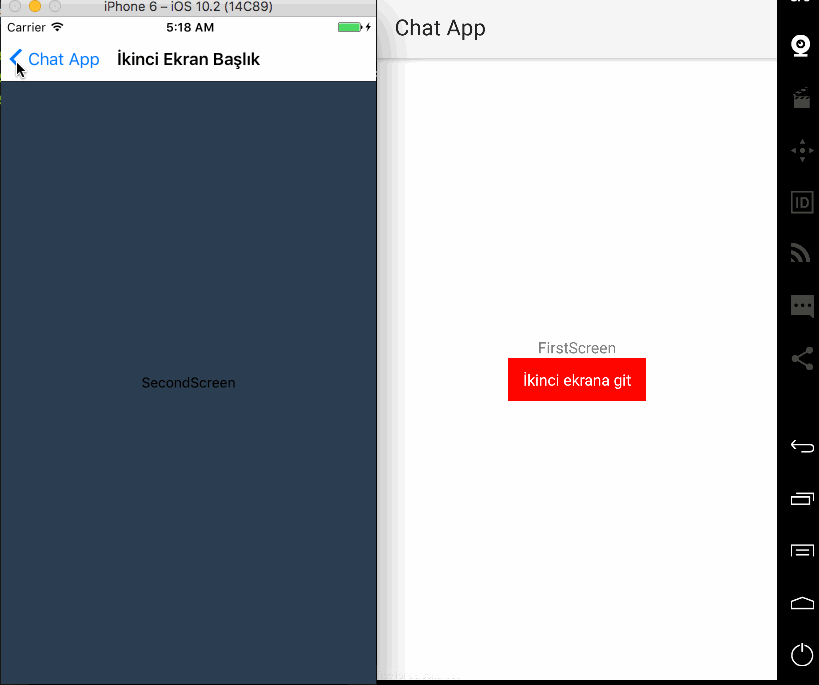 iPhone 6 – iOS 10.2 (14C89)
Carrier
5:18 AM
Chat App
İkinci Ekran Başlık
SecondScreen
Chat App
FirstScreen
İkinci ekrana git
ID